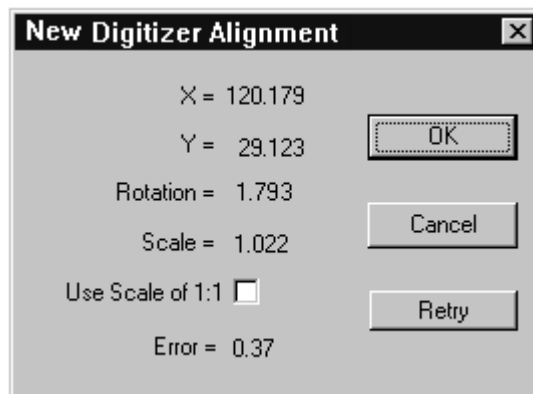 New Digitizer Alignment
X = 120.179
Y = 29.123
OK
Rotation = 1.793
Scale = 1.022
Cancel
Use Scale of 1:1
Retry
Error = 0.37